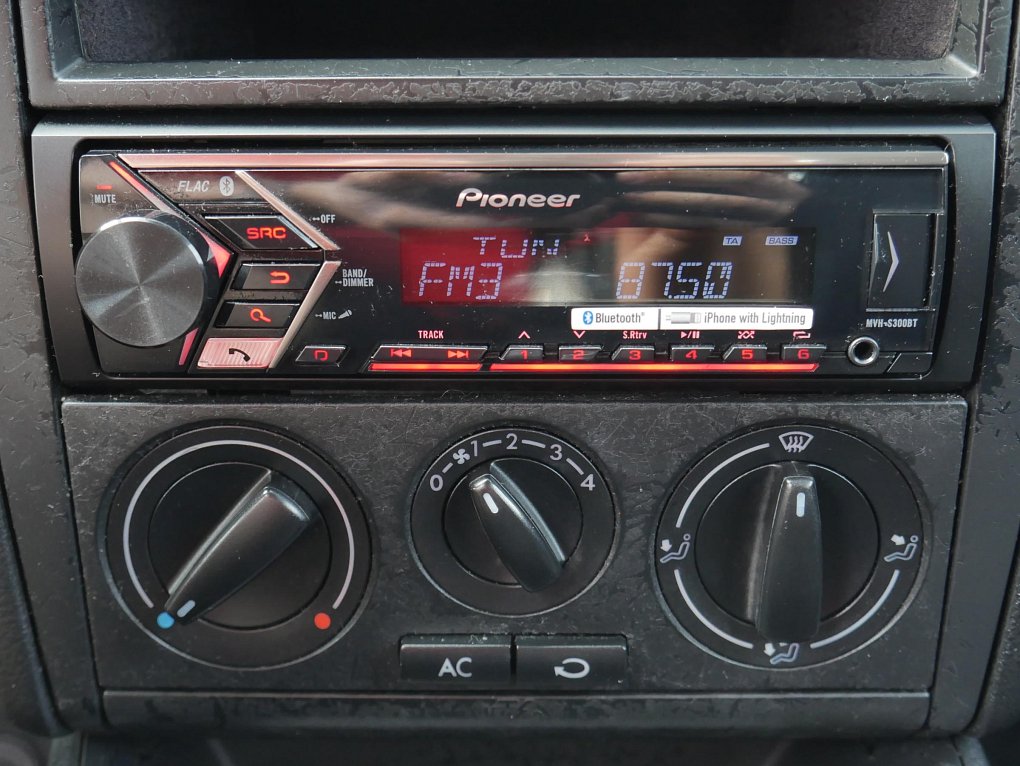 FLAC
MUTE
Pioneer
OFF
SRC
TUN
TA
BASS
BAND/
DIMMER
FM3
87.50
MIC
Bluetooth®
iPhone with Lightning
MVH-S300BT
TRACK
S.Rtrv
D
1 2 3 4 5 6
0 1 2 3 4
AC